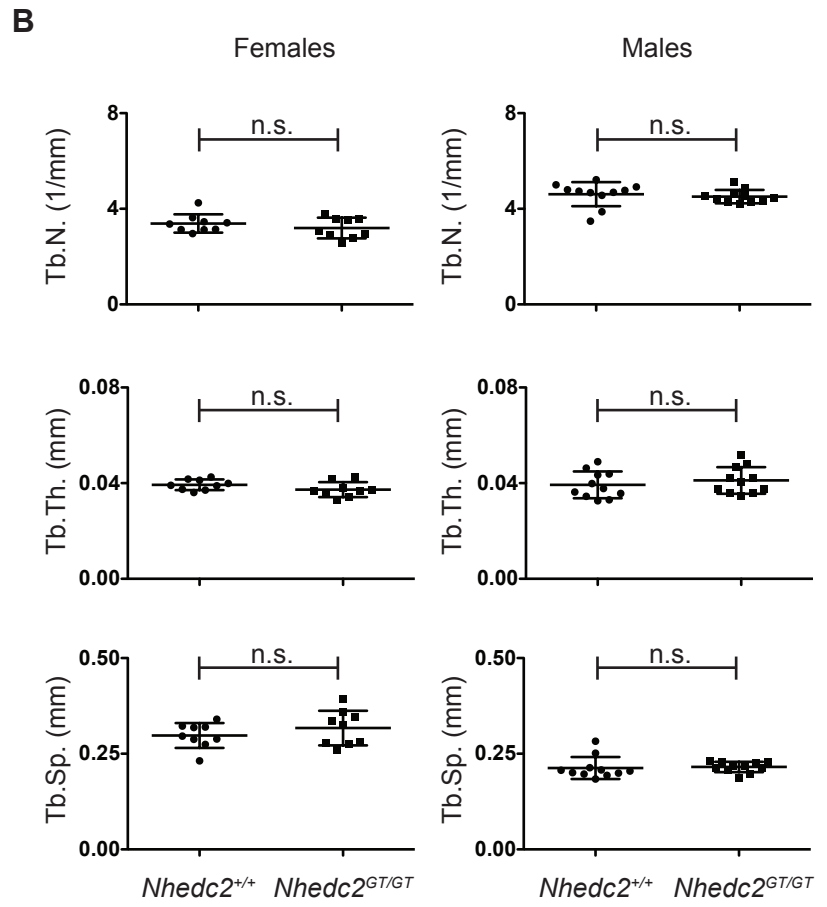 B
Females Males
8
4
0
Tb.N. (1/mm)
n.s.
8
4
0
Tb.N. (1/mm)
n.s.
0.08
0.04
0.00
Tb.Th. (mm)
n.s.
0.08
0.04
0.00
Tb.Th. (mm)
n.s.
0.50
0.25
0.00
Tb.Sp. (mm)
n.s.
0.50
0.25
0.00
Tb.Sp. (mm)
n.s.
Nhedc2+/+ Nhedc2GT/GT Nhedc2+/+ Nhedc2GT/GT